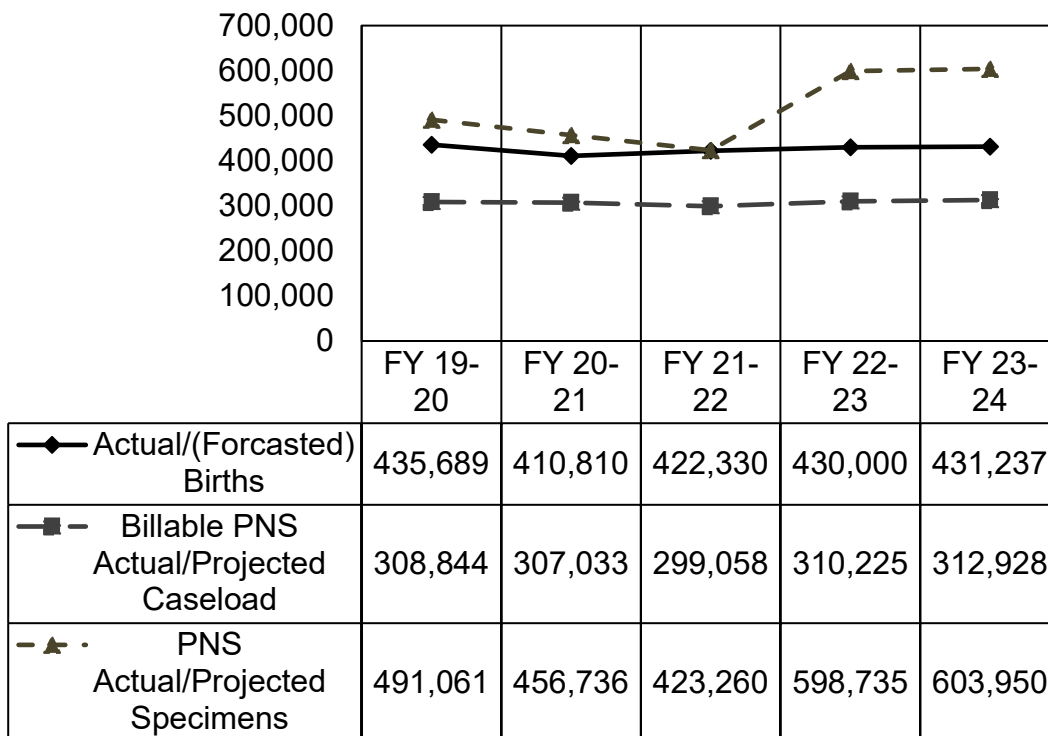 700,000
600,000
500,000
400,000
300,000
200,000
100,000
0
FY 19-
20
FY 20-
21
FY 21-
22
FY 22-
23
FY 23-
24
Actual/(Forcasted)
Births
435,689 410,810 422,330 430,000 431,237
Billable PNS
Actual/Projected
Caseload
308,844 307,033 299,058 310,225 312,928
PNS
Actual/Projected
Specimens
491,061 456,736 423,260 598,735 603,950